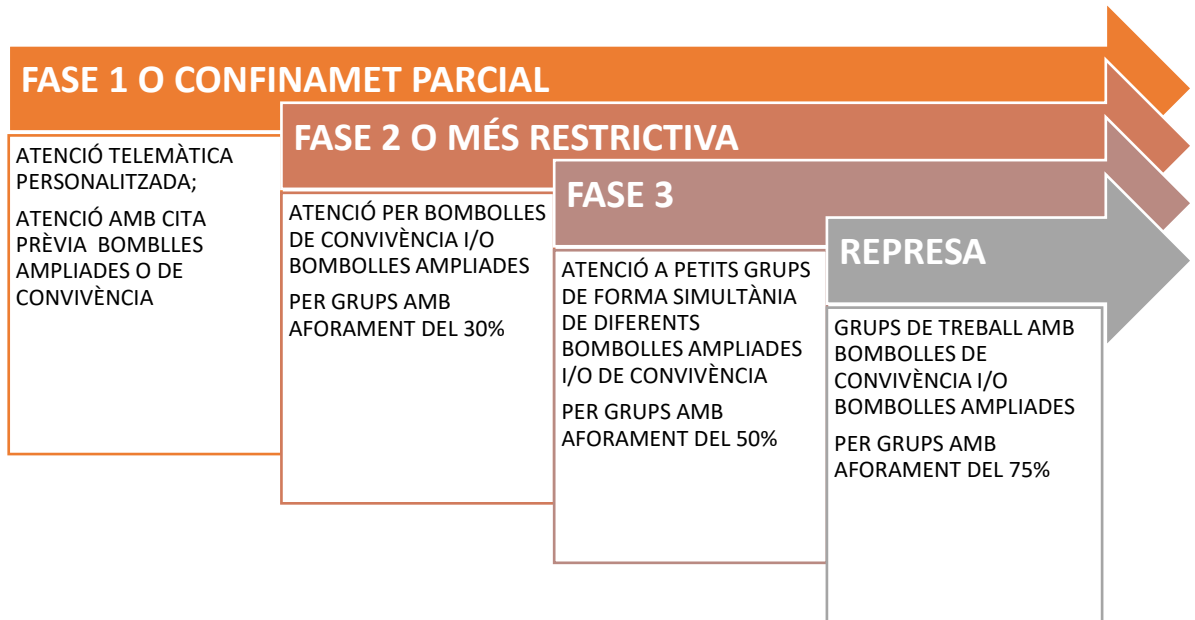 FASE 1 O CONFINAMET PARCIAL
ATENCIÓ TELEMÀTICA
PERSONALITZADA;
ATENCIÓ AMB CITA
PRÈVIA BOMBLLES
AMPLIADES O DE
CONVIVÈNCIA
FASE 2 O MÉS RESTRICTIVA
ATENCIÓ PER BOMBOLLES
DE CONVIVÈNCIA I/O
BOMBOLLES AMPLIADES
PER GRUPS AMB
AFORAMENT DEL 30%
FASE 3
ATENCIÓ A PETITS GRUPS
DE FORMA SIMULTÀNIA
DE DIFERENTS
BOMBOLLES AMPLIADES
I/O DE CONVIVÈNCIA
PER GRUPS AMB
AFORAMENT DEL 50%
REPRESA
GRUPS DE TREBALL AMB
BOMBOLLES DE
CONVIVÈNCIA I/O
BOMBOLLES AMPLIADES
PER GRUPS AMB
AFORAMENT DEL 75%